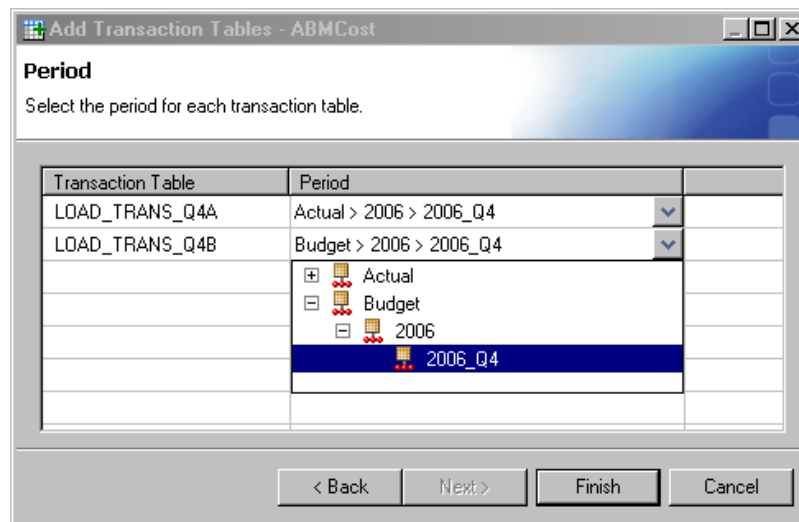 Add Transaction Tables - ABMCost
Period
Select the period for each transaction table.
Transaction Table Period
LOAD_TRANS_Q4A Actual > 2006 > 2006_Q4
LOAD_TRANS_Q4B Budget > 2006 > 2006_Q4
Actual
Budget
2006
2006_Q4
< Back Next > Finish Cancel